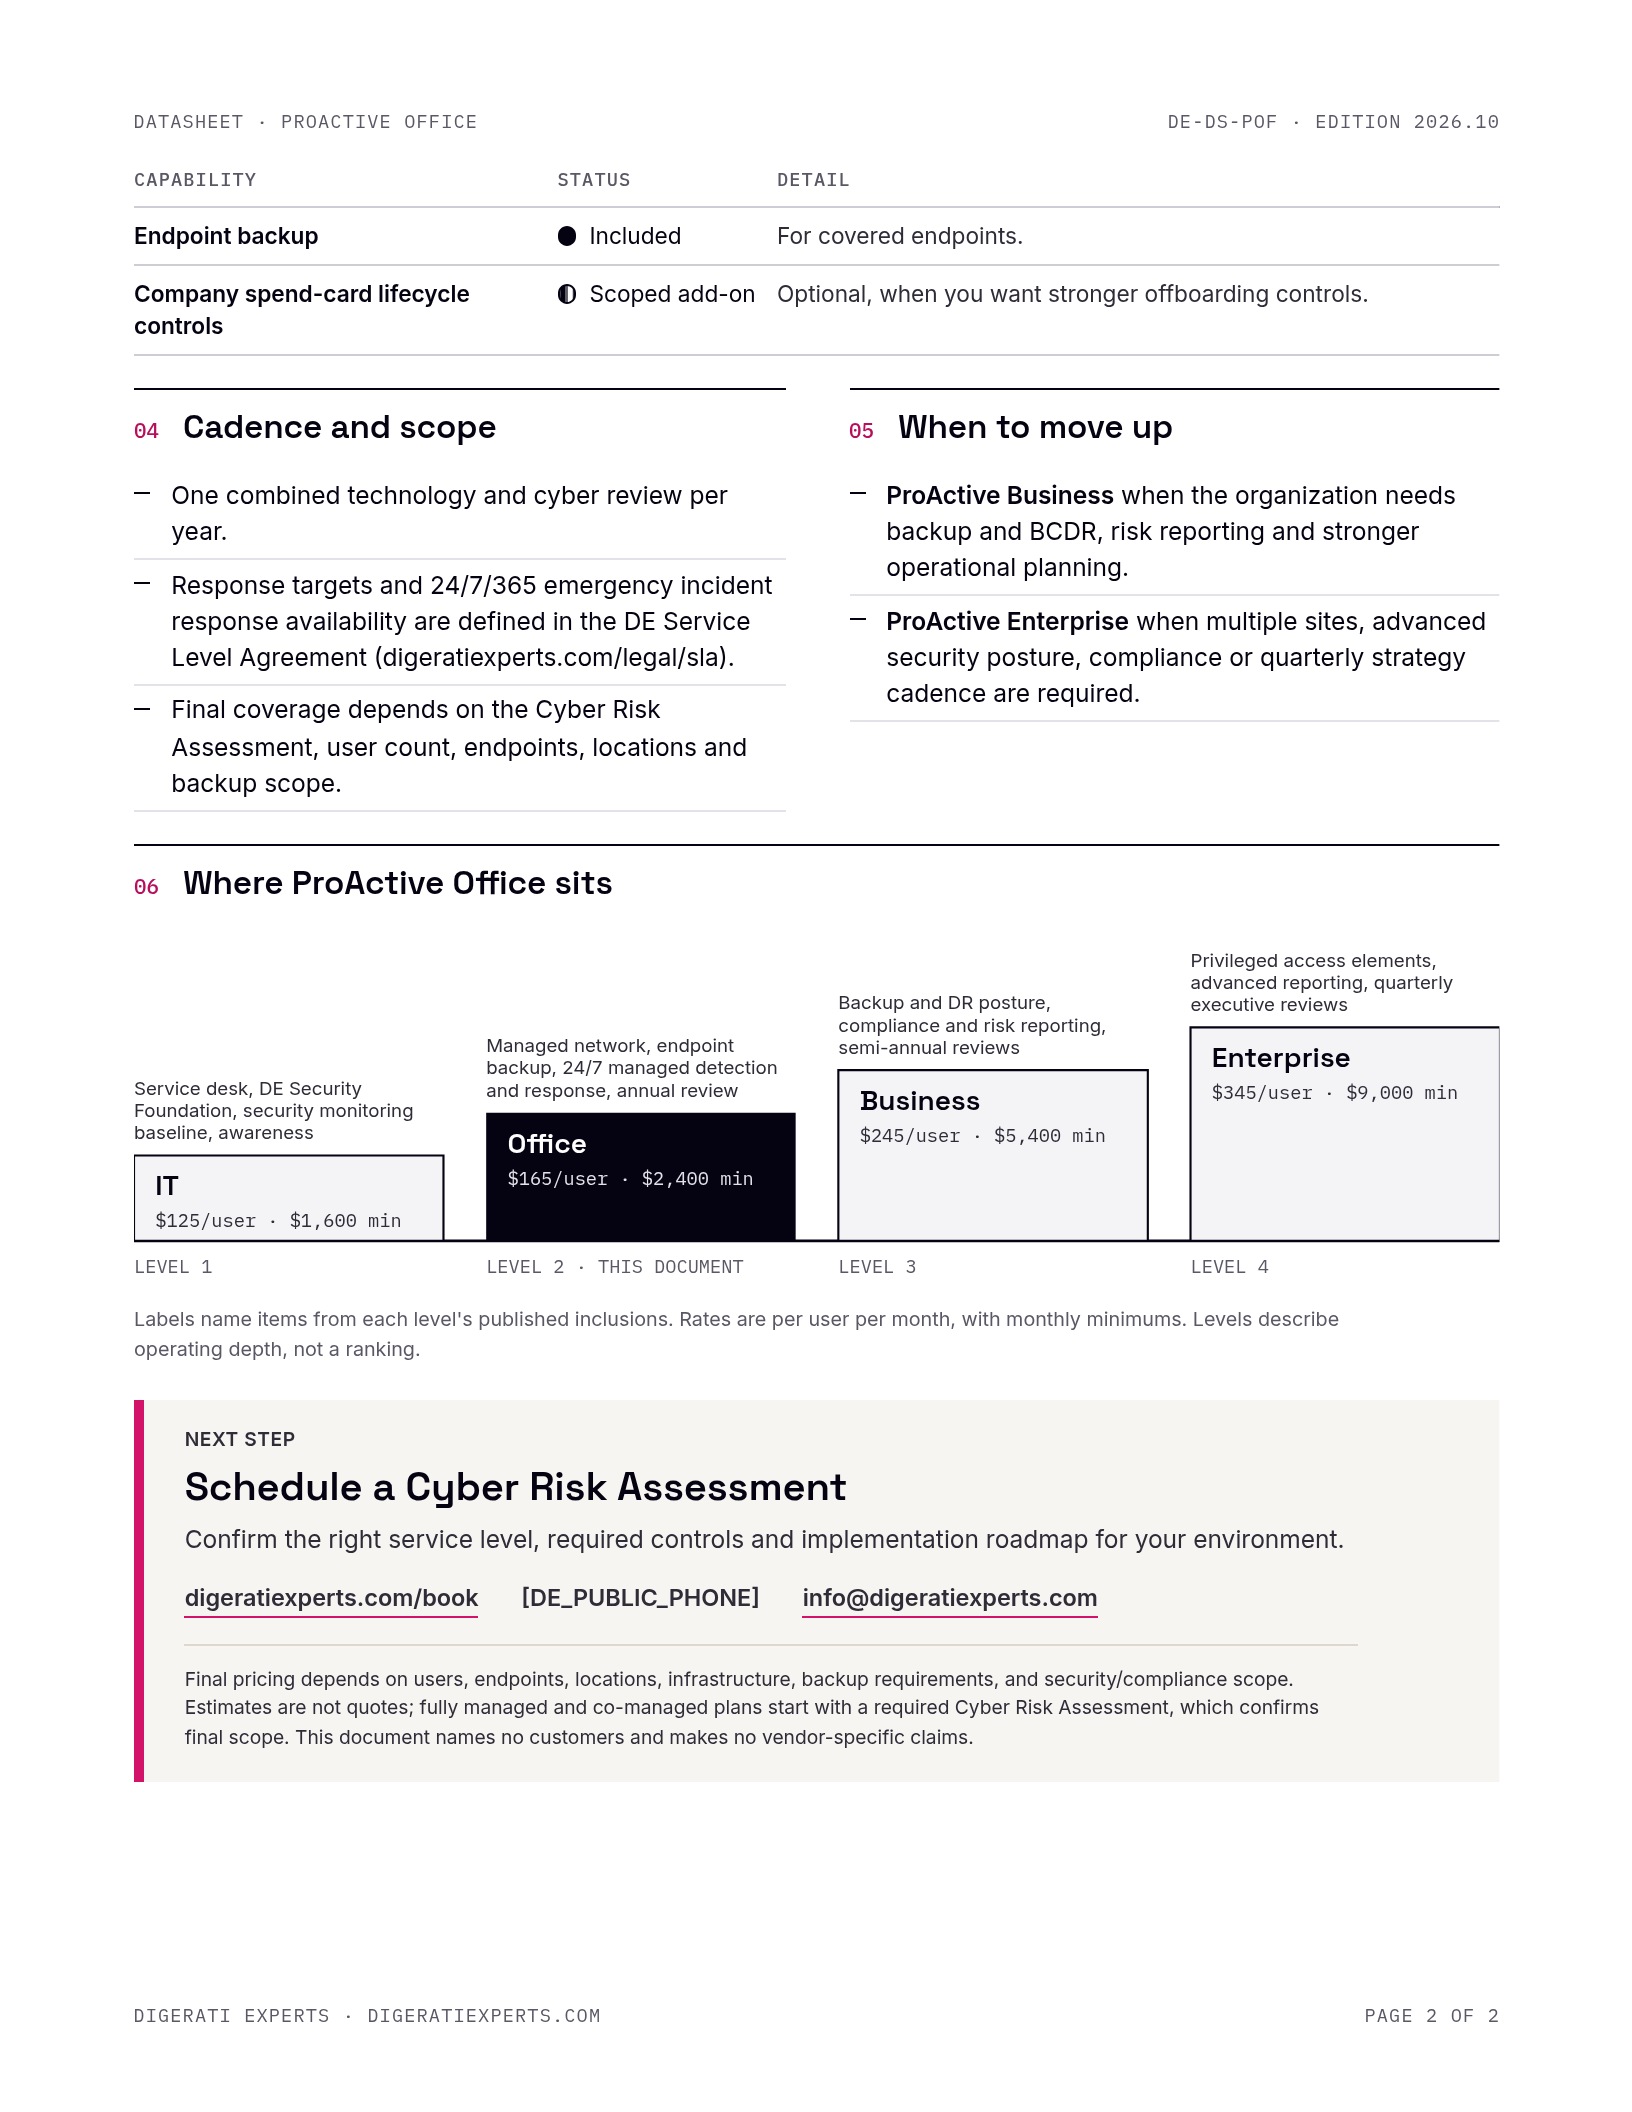 DATASHEET · PROACTIVE OFFICE
DE-DS-POF · EDITION 2026.10
CAPABILITY STATUS DETAIL
Endpoint backup Included For covered endpoints.
Company spend-card lifecycle Scoped add-on Optional, when you want stronger offboarding controls.
controls
04 Cadence and scope
– One combined technology and cyber review per
year.
– Response targets and 24/7/365 emergency incident
response availability are defined in the DE Service
Level Agreement (digeratiexperts.com/legal/sla).
– Final coverage depends on the Cyber Risk
Assessment, user count, endpoints, locations and
backup scope.
05 When to move up
– ProActive Business when the organization needs
backup and BCDR, risk reporting and stronger
operational planning.
– ProActive Enterprise when multiple sites, advanced
security posture, compliance or quarterly strategy
cadence are required.
06 Where ProActive Office sits
Service desk, DE Security
Foundation, security monitoring
baseline, awareness
IT
$125/user · $1,600 min
LEVEL 1
Managed network, endpoint
backup, 24/7 managed detection
and response, annual review
Office
$165/user · $2,400 min
LEVEL 2 · THIS DOCUMENT
Backup and DR posture,
compliance and risk reporting,
semi-annual reviews
Business
$245/user · $5,400 min
LEVEL 3
Privileged access elements,
advanced reporting, quarterly
executive reviews
Enterprise
$345/user · $9,000 min
LEVEL 4
Labels name items from each level's published inclusions. Rates are per user per month, with monthly minimums. Levels describe
operating depth, not a ranking.
NEXT STEP
Schedule a Cyber Risk Assessment
Confirm the right service level, required controls and implementation roadmap for your environment.
digeratiexperts.com/book [DE_PUBLIC_PHONE] info@digeratiexperts.com
Final pricing depends on users, endpoints, locations, infrastructure, backup requirements, and security/compliance scope.
Estimates are not quotes; fully managed and co-managed plans start with a required Cyber Risk Assessment, which confirms
final scope. This document names no customers and makes no vendor-specific claims.
DIGERATI EXPERTS · DIGERATIEXPERTS.COM
PAGE 2 OF 2